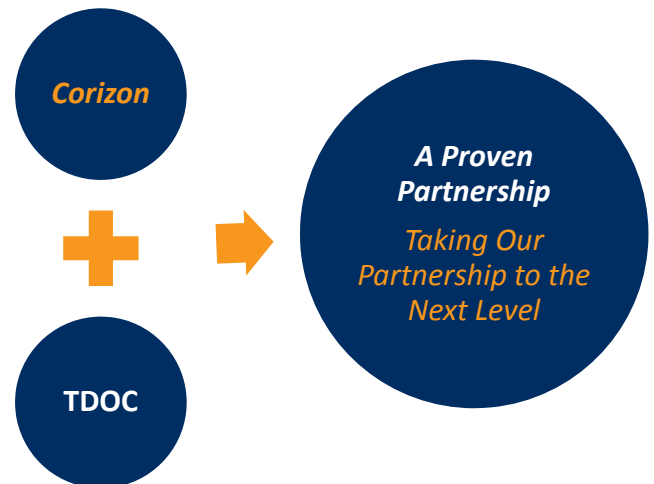 Corizon
TDOC
A Proven
Partnership
Taking Our
Partnership to the
Next Level